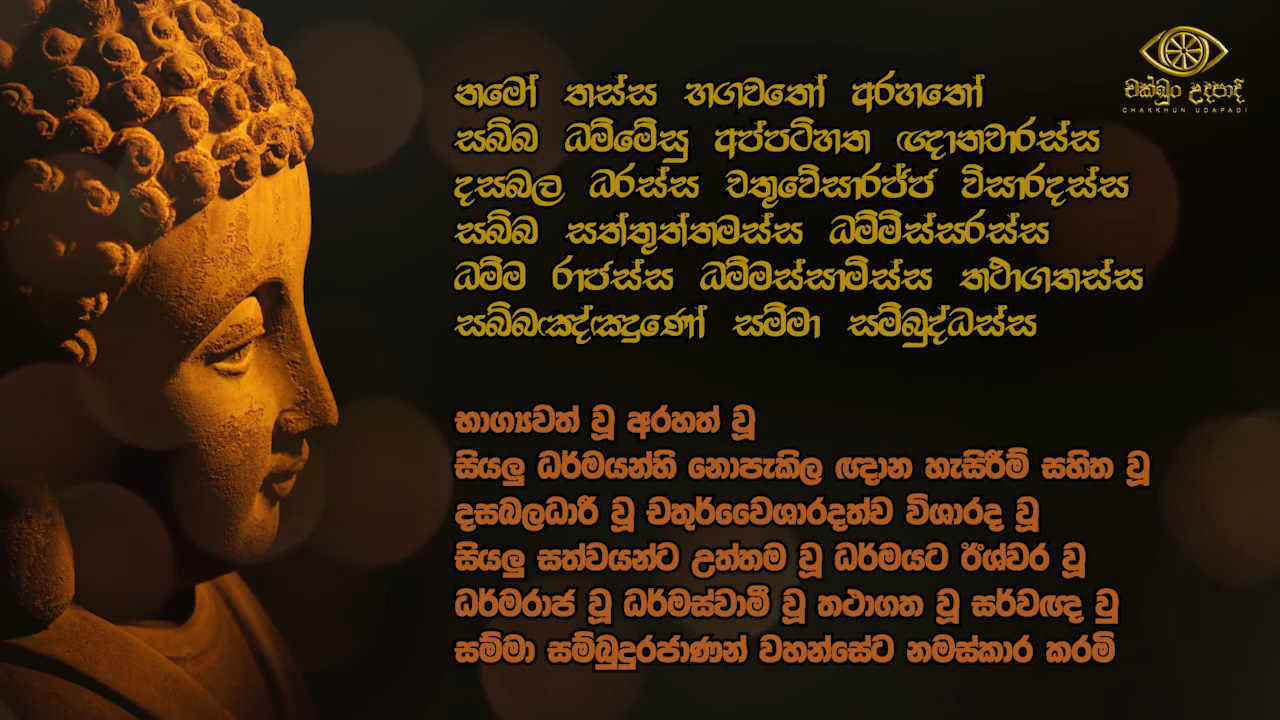 නමෝ තස්ස භගවතෝ අරහතෝ
සබ්බ ධම්මේසු අප්පටිහත ඥානචාරස්ස
දසබල ධරස්ස චතුවේසාරජ්ජ විසාරදස්ස
සබ්බ සත්තුත්තමස්ස ධම්මිස්සරස්ස
ධම්ම රාජස්ස ධම්මස්සාමිස්ස තථාගතස්ස
සබ්බඤ්ඤුණෝ සම්මා සම්බුද්ධස්ස
භාග්‍යවත් වූ අරහත් වූ
සියලු ධර්මයන්හි නොපැකිල ඥාන හැසිරීම් සහිත වූ
දසබලධාරී වූ චතුර්වෛශාරදත්ව විශාරද වූ
සියලු සත්වයන්ට උත්තම වූ ධර්මයට ඊශ්වර වූ
ධර්මරාජ වූ ධර්මස්වාමී වූ තථාගත වූ සර්වඥ වු
සම්මා සම්බුදුරජාණන් වහන්සේට නමස්කාර කරමි
චක්ඛුං උදපාදි
CHAKKHUN UDAPADI